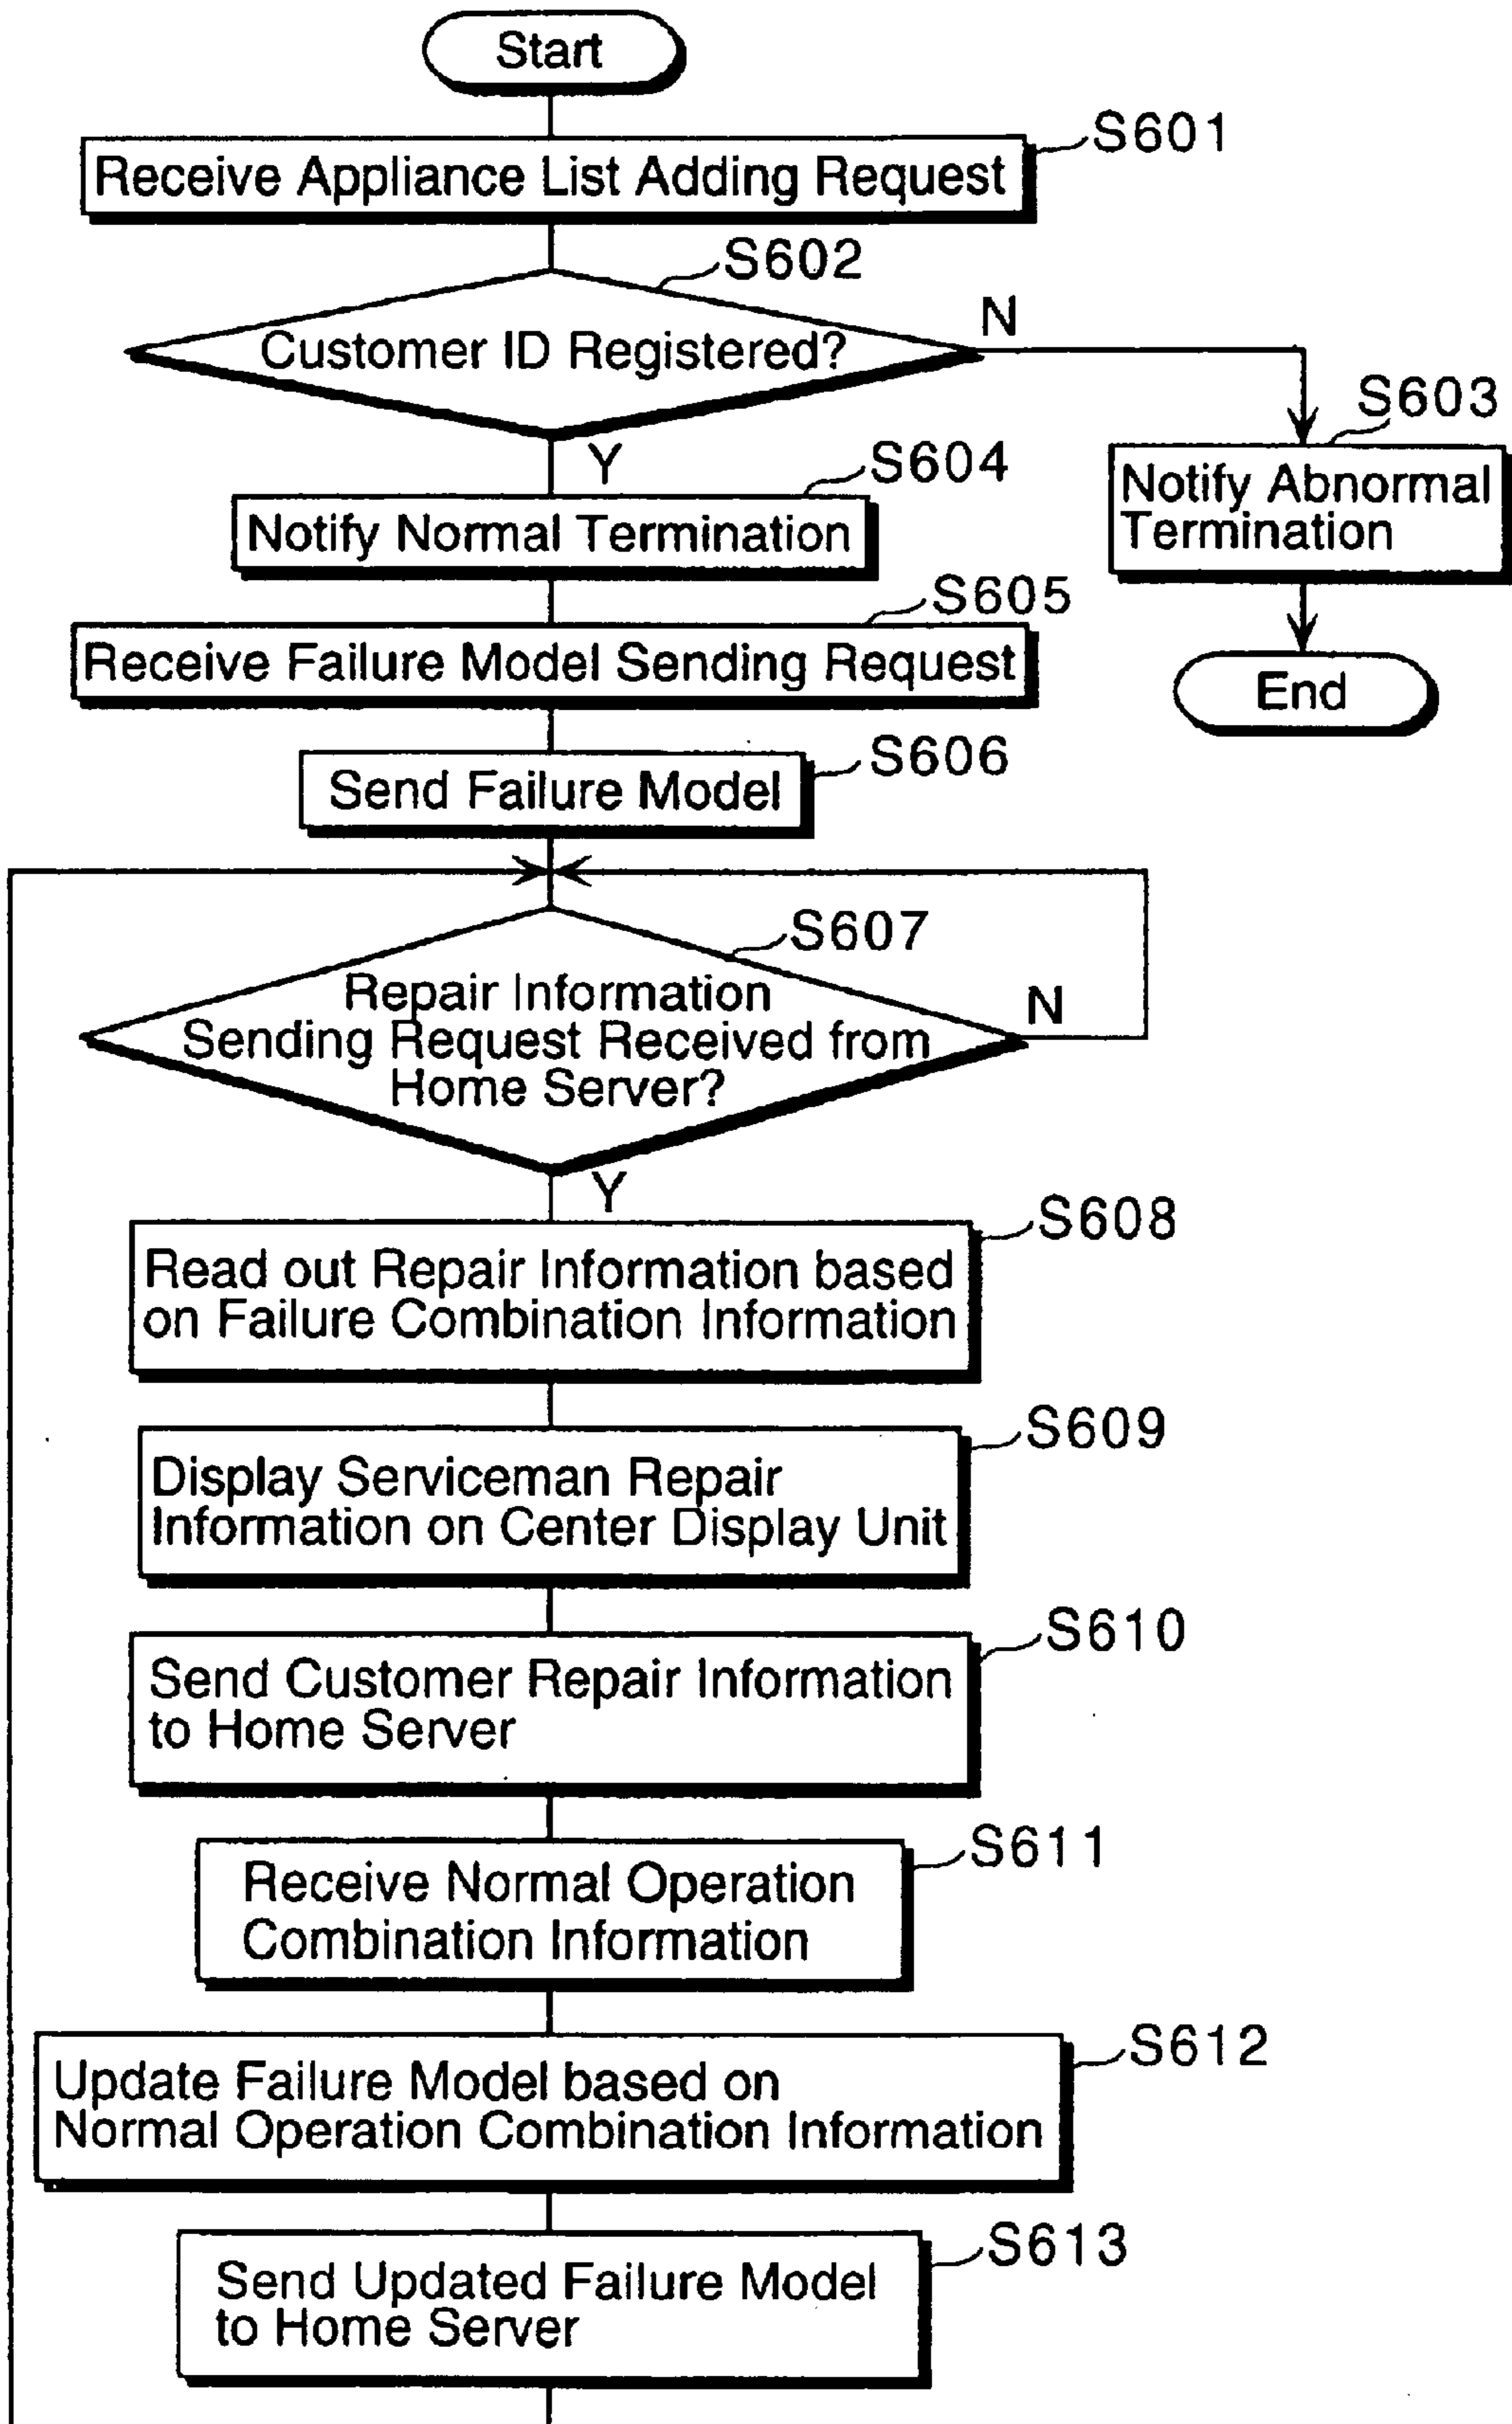 Start
S601
Receive Appliance List Adding Request
S602
Customer ID Registered?
N
S603
Notify Abnormal
Termination
End
Y
S604
Notify Normal Termination
S605
Receive Failure Model Sending Request
S606
Send Failure Model
S607
Repair Information
Sending Request Received from
Home Server?
N
Y
S608
Read out Repair Information based
on Failure Combination Information
S609
Display Serviceman Repair
Information on Center Display Unit
S610
Send Customer Repair Information
to Home Server
S611
Receive Normal Operation
Combination Information
S612
Update Failure Model based on
Normal Operation Combination Information
S613
Send Updated Failure Model
to Home Server